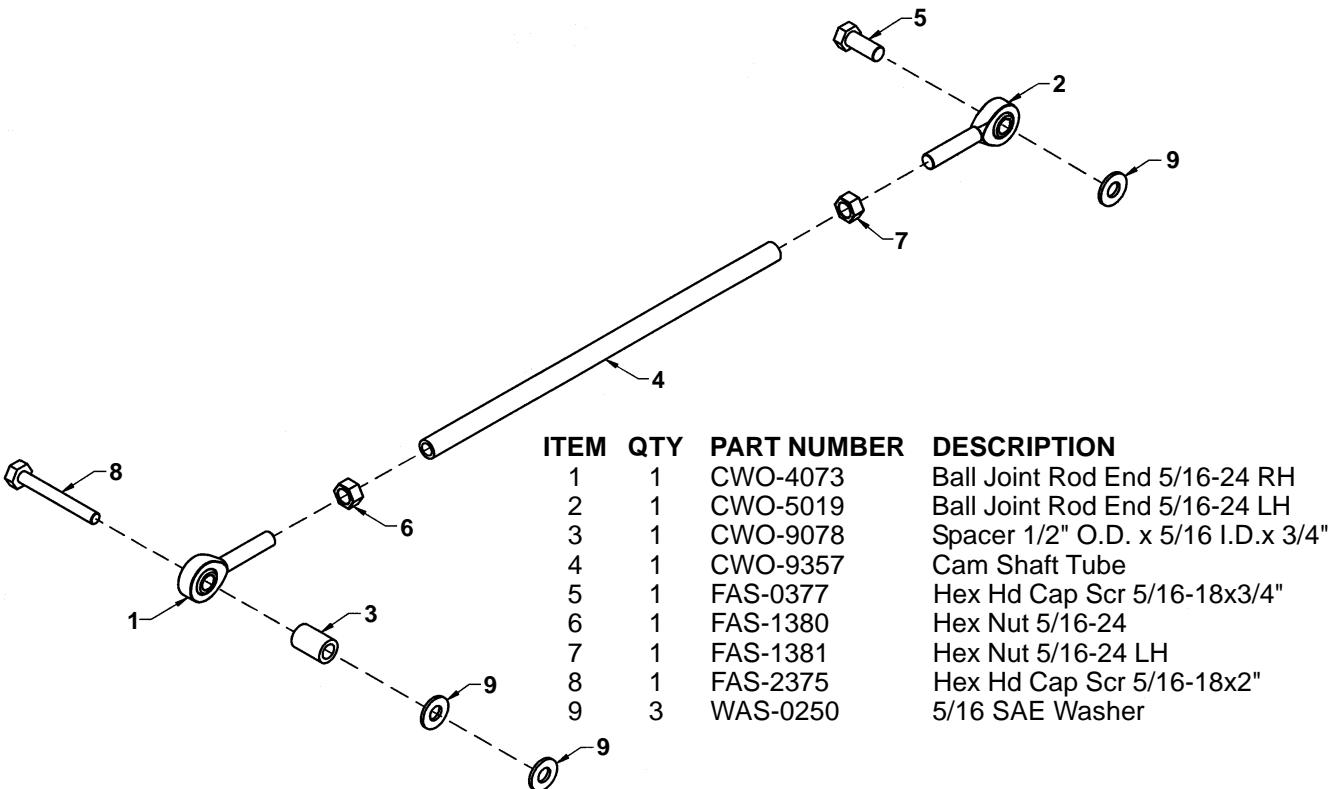 5
2
9
7
4
8
6
1
3
9
9
ITEM QTY PART NUMBER DESCRIPTION
1 1 CWO-4073 Ball Joint Rod End 5/16-24 RH
2 1 CWO-5019 Ball Joint Rod End 5/16-24 LH
3 1 CWO-9078 Spacer 1/2" O.D. x 5/16 I.D.x 3/4"
4 1 CWO-9357 Cam Shaft Tube
5 1 FAS-0377 Hex Hd Cap Scr 5/16-18x3/4"
6 1 FAS-1380 Hex Nut 5/16-24
7 1 FAS-1381 Hex Nut 5/16-24 LH
8 1 FAS-2375 Hex Hd Cap Scr 5/16-18x2"
9 3 WAS-0250 5/16 SAE Washer